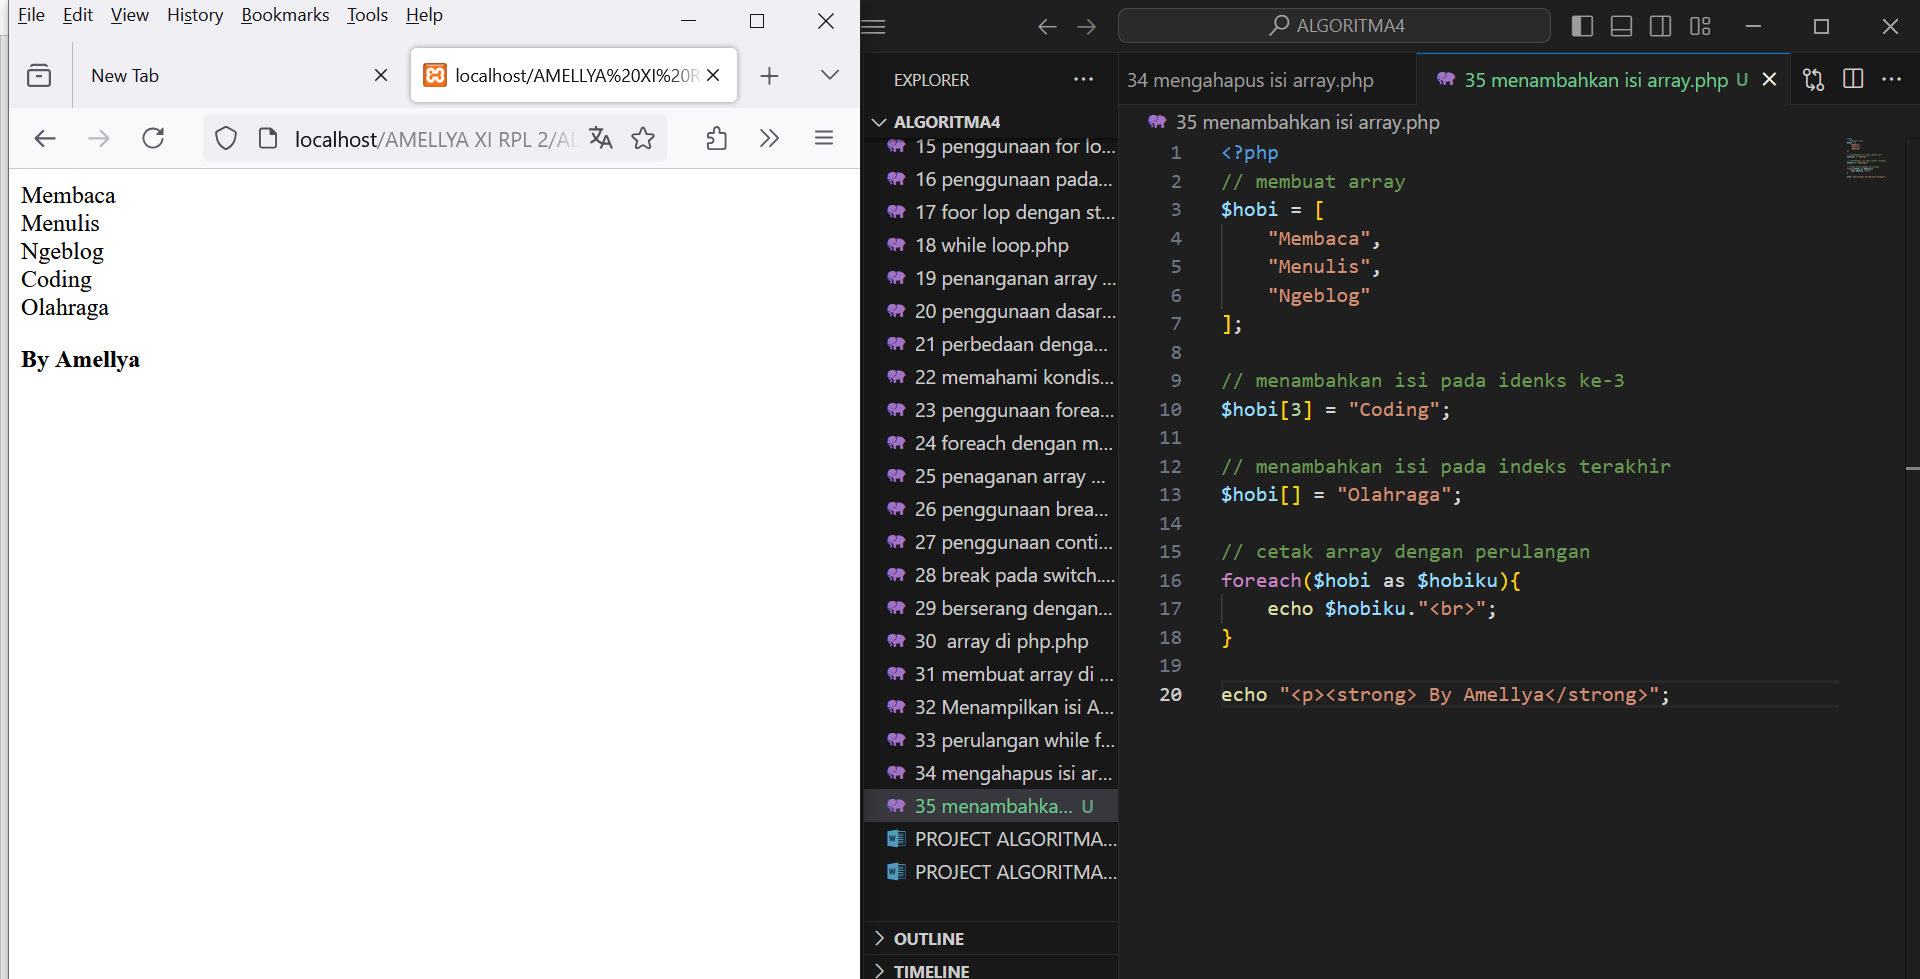 File Edit View History Bookmarks Tools Help
New Tab
localhost/AMELLYA%20XI%20R
localhost/AMELLYA XI RPL 2/AL
Membaca
Menulis
Ngeblog
Coding
Olahraga
By Amellya
ALGORITMA4
EXPLORER
ALGORITMA4
15 penggunaan for lo...
16 penggunaan pada...
17 foor lop dengan st...
18 while loop.php
19 penanganan array ...
20 penggunaan dasar...
21 perbedaan denga...
22 memahami kondis...
23 penggunaan forea...
24 foreach dengan m...
25 penaganan array ...
26 penggunaan brea...
27 penggunaan conti...
28 break pada switch....
29 berserang dengan...
30  array di php.php
31 membuat array di ...
32 Menampilkan isi A...
33 perulangan while f...
34 mengahapus isi ar...
35 menambahka... U
PROJECT ALGORITMA...
PROJECT ALGORITMA...
OUTLINE
TIMELINE
34 mengahapus isi array.php
35 menambahkan isi array.php U
35 menambahkan isi array.php
1 <?php
2 // membuat array
3 $hobi = [
4     "Membaca",
5     "Menulis",
6     "Ngeblog"
7 ];
8
9 // menambahkan isi pada idenks ke-3
10 $hobi[3] = "Coding";
11
12 // menambahkan isi pada indeks terakhir
13 $hobi[] = "Olahraga";
14
15 // cetak array dengan perulangan
16 foreach($hobi as $hobiku){
17     echo $hobiku."<br>";
18 }
19
20 echo "<p><strong> By Amellya</strong>";